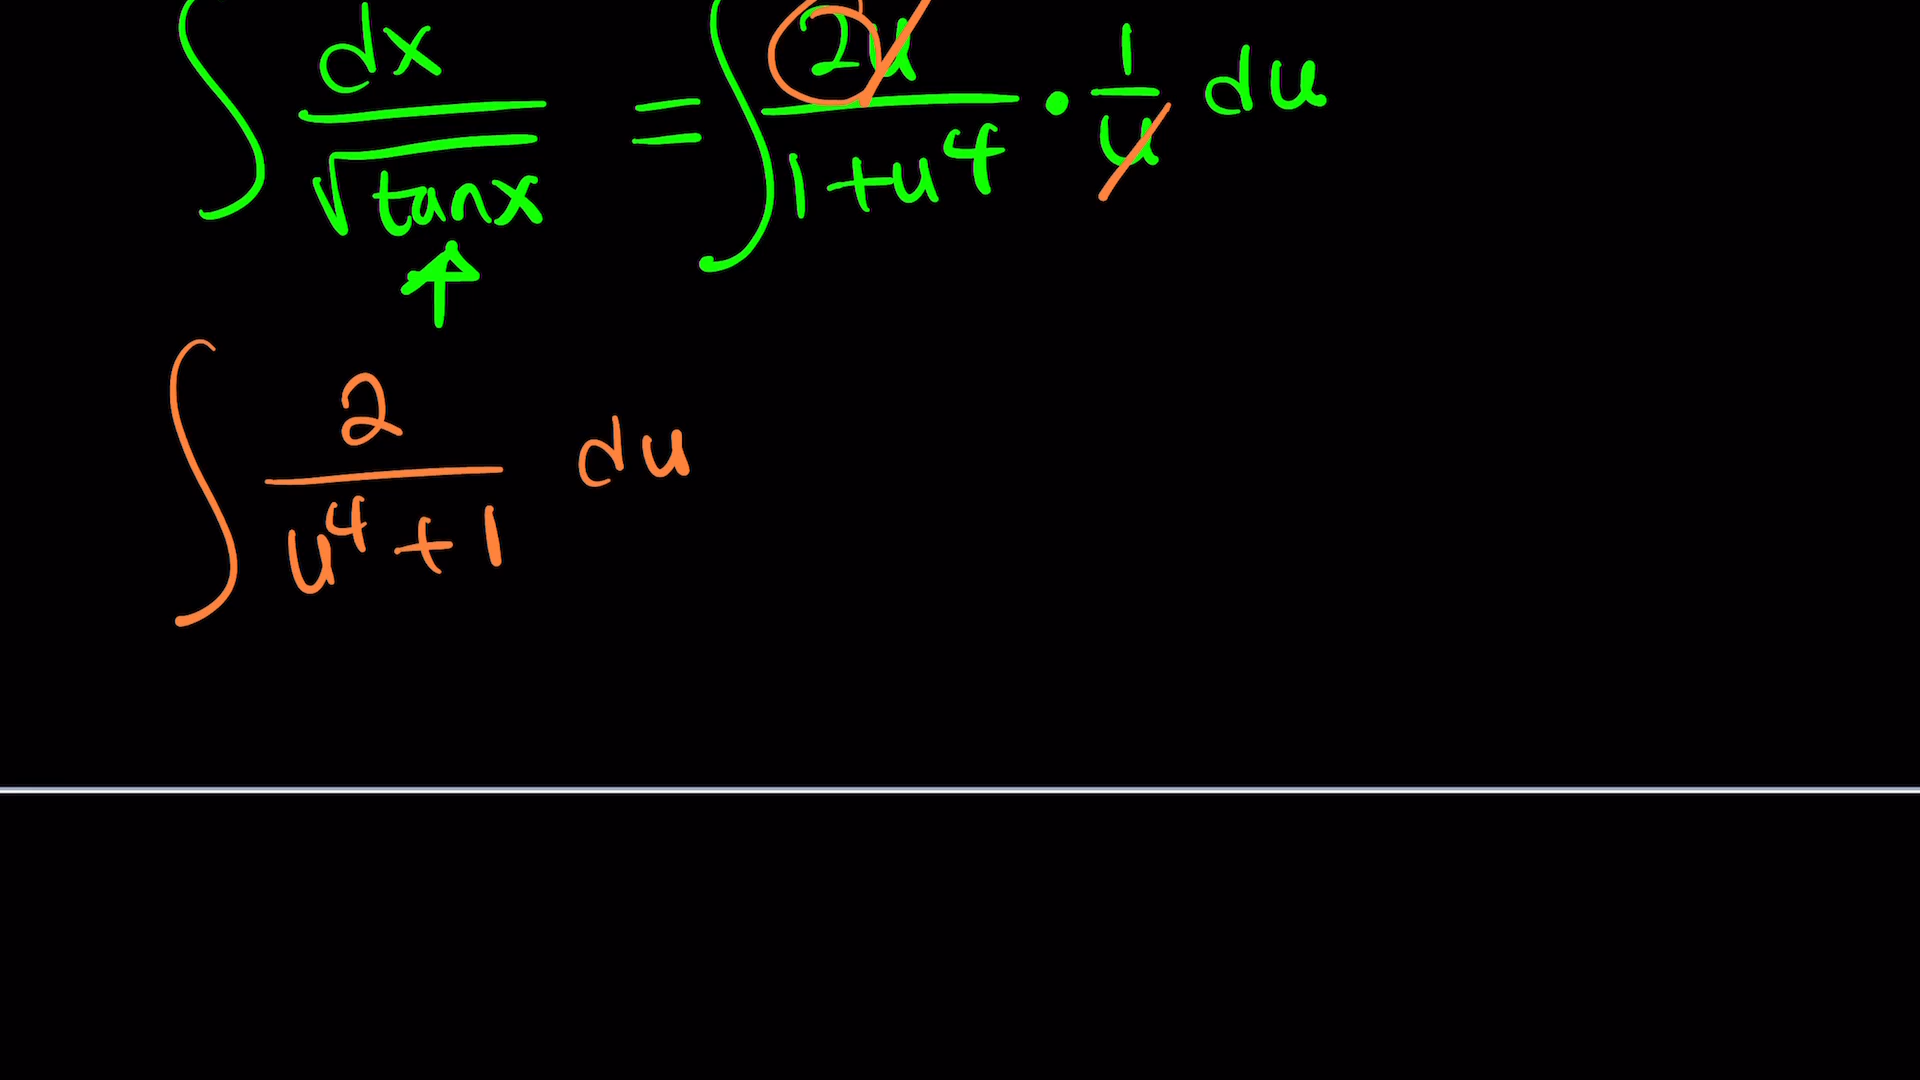 ∫ dx/√tanx = ∫ 2u/1+u⁴ • 1/u du
∫ 2/u⁴+1 du